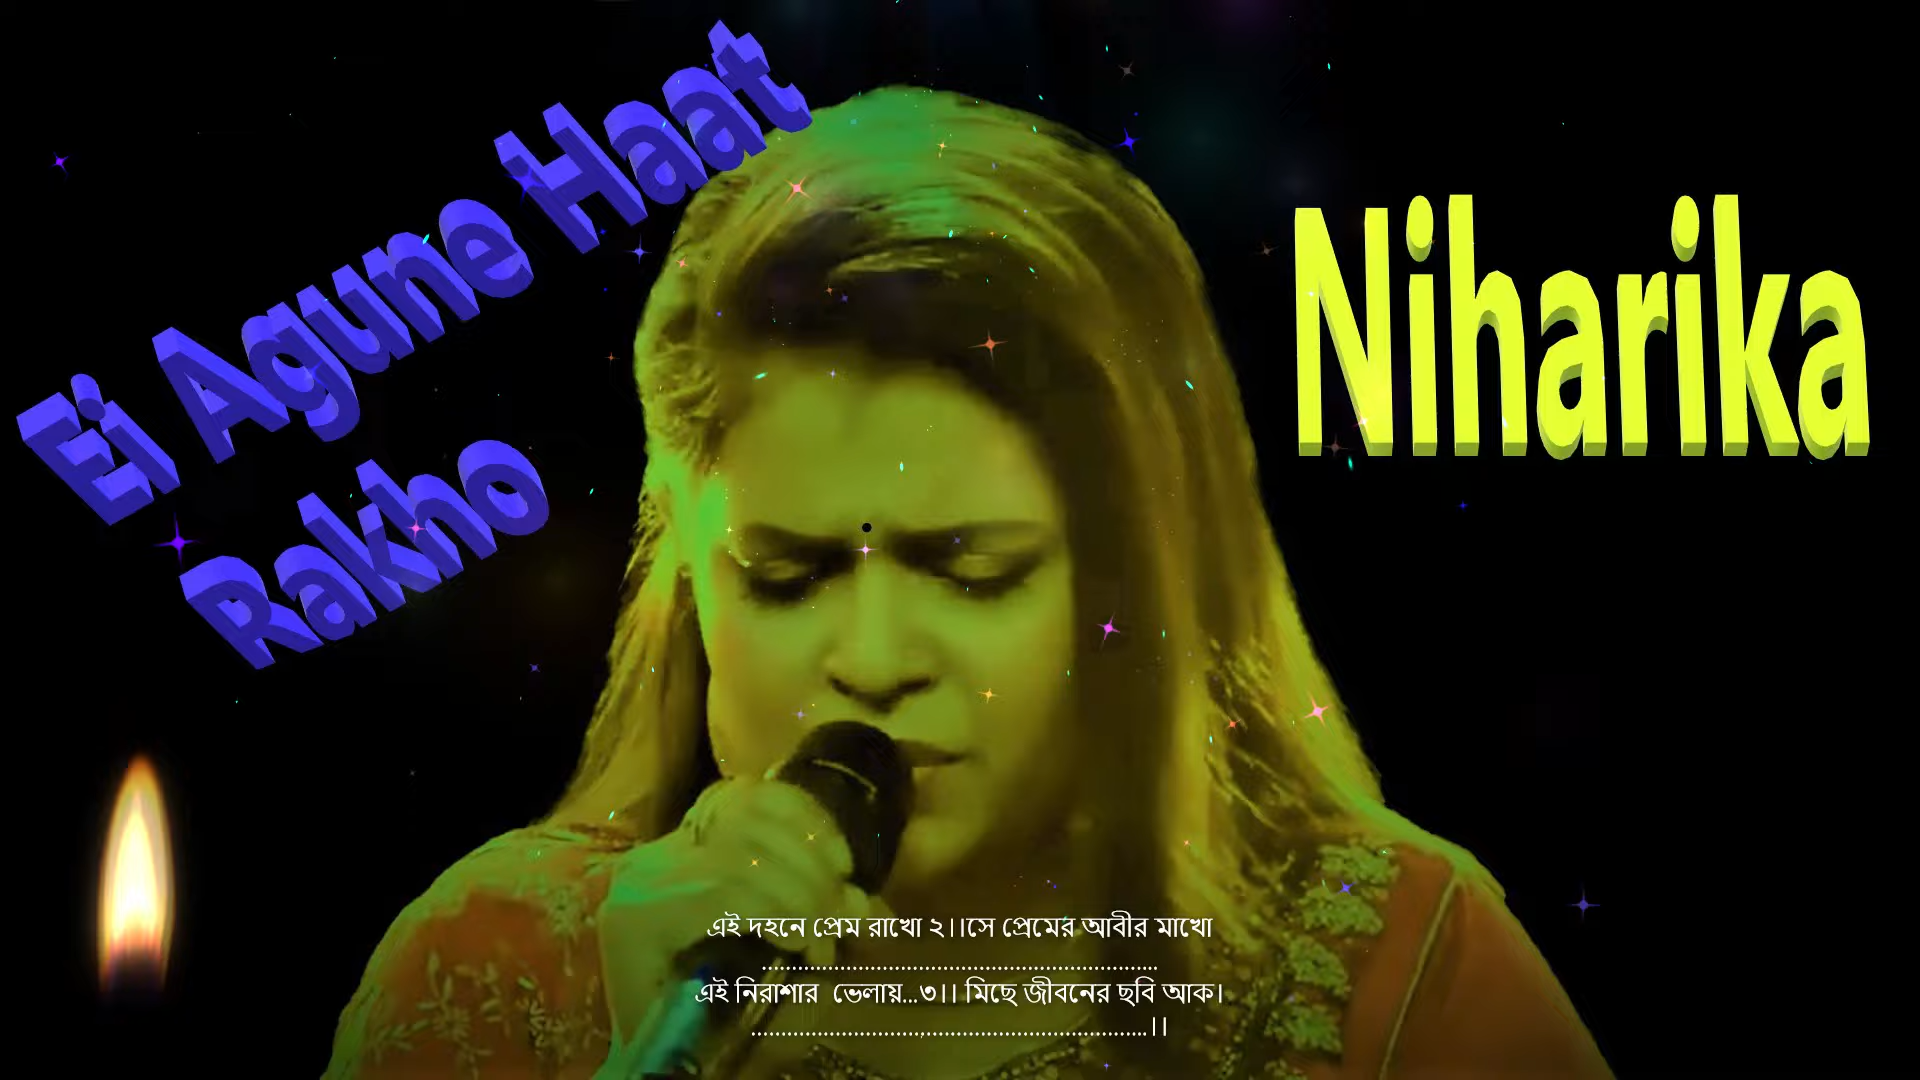 Ei Agune Haat
Rakho
Niharika
এই দহনে প্রেম রাখো ২।।সে প্রেমের আবীর মাখো
....................................................................
এই নিরাশার  ভেলায়...৩।। মিছে জীবনের ছবি আক।
.............................,......................................।।